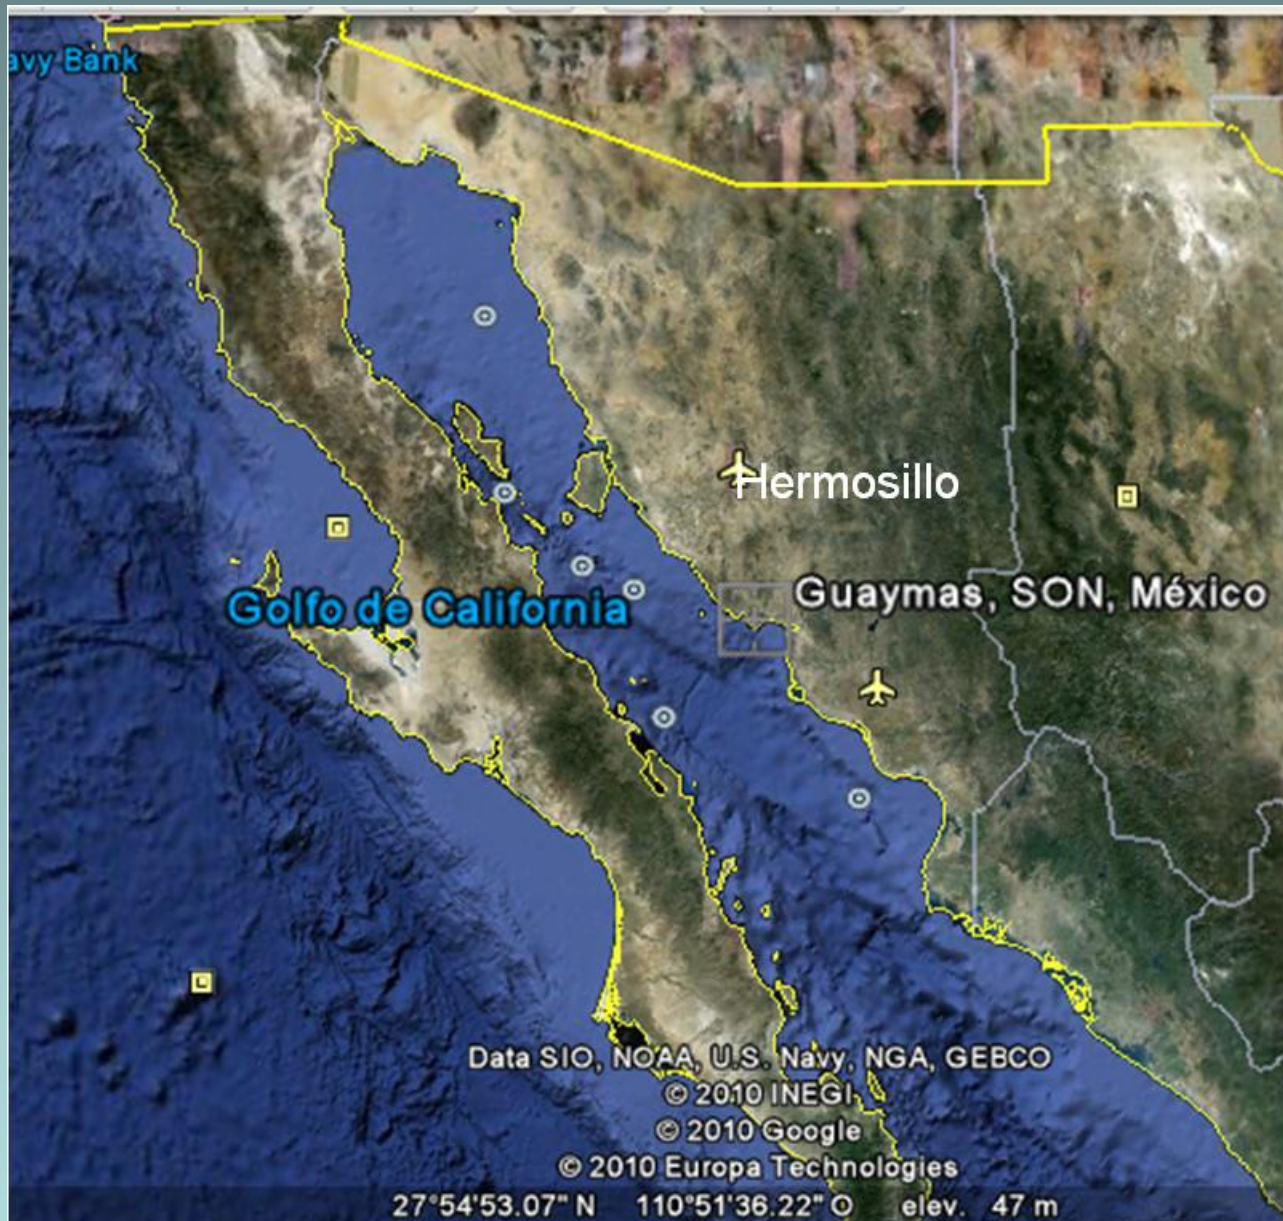 avy Bank
Hermosillo
Guaymas, SON, México
Golfo de California
Data SIO, NOAA, U.S. Navy, NGA, GEBCO
© 2010 INEGI
© 2010 Google
© 2010 Europa Technologies
27°54'53.07" N 110°51'36.22" O elev. 47 m